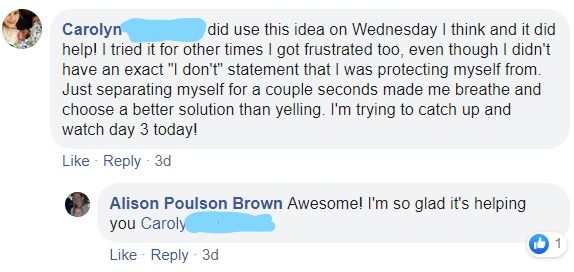 Carolyn did use this idea on Wednesday I think and it did
help! I tried it for other times I got frustrated too, even though I didn't
have an exact "I don't" statement that I was protecting myself from.
Just separating myself for a couple seconds made me breathe and
choose a better solution than yelling. I'm trying to catch up and
watch day 3 today!
Like · Reply · 3d
Alison Poulson Brown Awesome! I'm so glad it's helping
you Caroly
1
Like · Reply · 3d